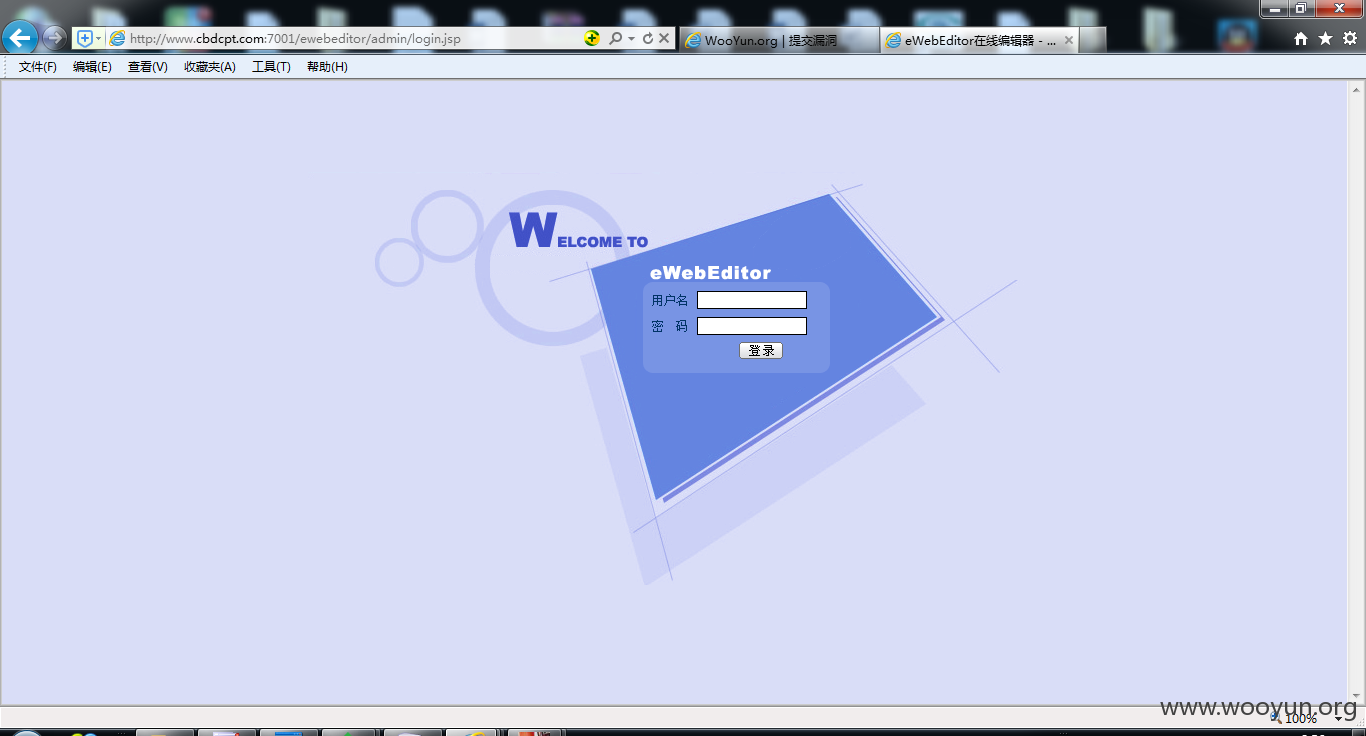 http://www.cbdcpt.com:7001/ewebeditor/admin/login.jsp
WooYun.org | 提交漏洞
eWebEditor在线编辑器 - ...
文件(F) 编辑(E) 查看(V) 收藏夹(A) 工具(T) 帮助(H)
WELCOME TO
eWebEditor
用户名
密 码
登录
www.wooyun.org
100%